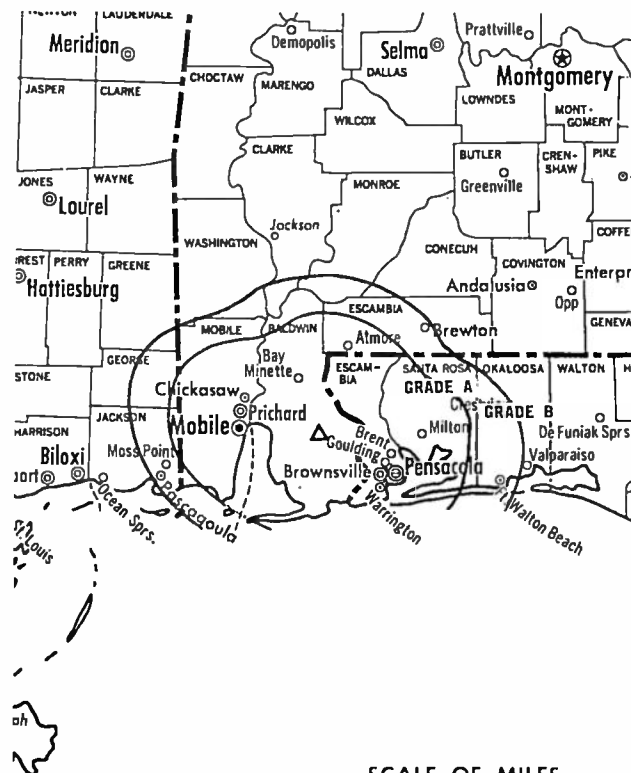 LAUDERDALE
Meridion
Demopolis
Selma
DALLAS
Prattville
Montgomery
CHOCTAW
MARENGO
JASPER
CLARKE
LOWNDES
MONT-
GOMERY
WILCOX
CLARKE
BUTLER
CREN-
SHAW
PIKE
JONES
WAYNE
Laurel
MONROE
Greenville
Jackson
WASHINGTON
CONECUH
COFFE
COVINGTON
PERRY
GREENE
Hattiesburg
Andalusia
Enterpr
Opp
ESCAMBIA
MOBILE
BALDWIN
Brewton
GENEVA
Atmore
GEORGE
STONE
Bay
Minette
ESCAM-
BIA
SANTA ROSA
OKALOOSA
WALTON
GRADE A
GRADE B
Chickasaw
Prichard
JACKSON
HARRISON
Mobile
Milton
De Funiak Sprs
Moss Point
Brent
Goulding
Valparaiso
Biloxi
Brownsville
Pensacola
Ocean Sprs.
Pascagoula
Warrington
Ft Walton Beach
St Louis
SCALE OF MILES